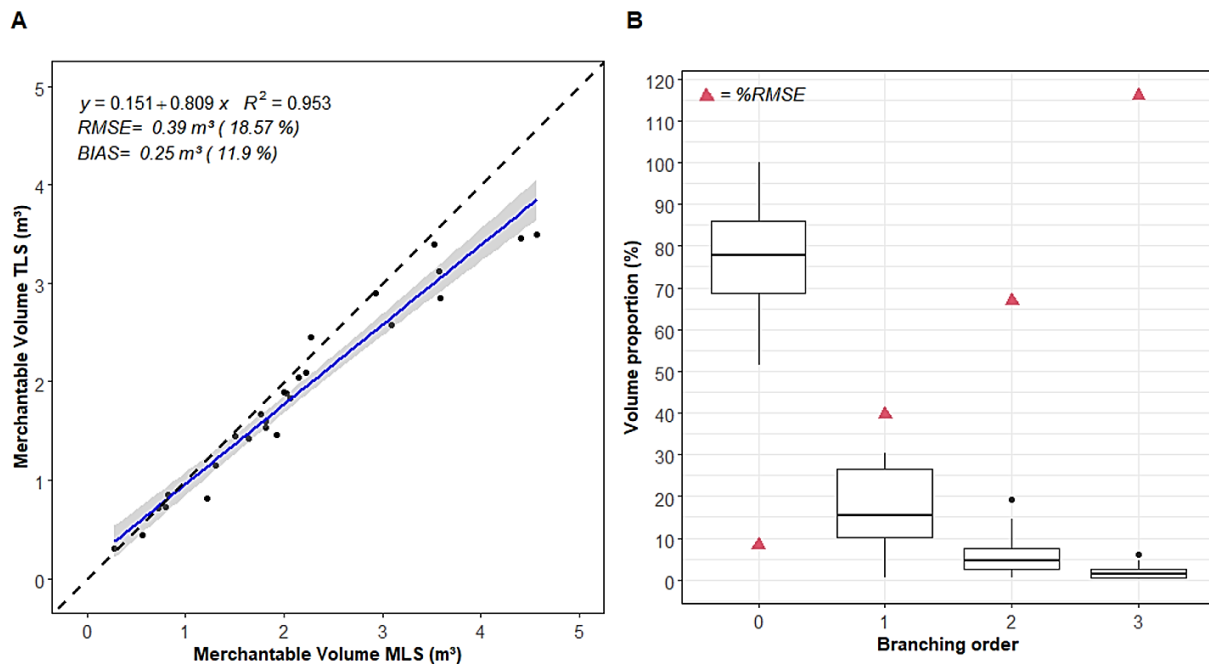 A
y = 0.151+0.809 x R² = 0.953
RMSE= 0.39 m³ ( 18.57 %)
BIAS= 0.25 m³ ( 11.9 %)
Merchantable Volume TLS (m³)
5
4
3
2
1
0
0 1 2 3 4 5
Merchantable Volume MLS (m³)
B
= %RMSE
Volume proportion (%)
120
110
100
90
80
70
60
50
40
30
20
10
0
0 1 2 3
Branching order